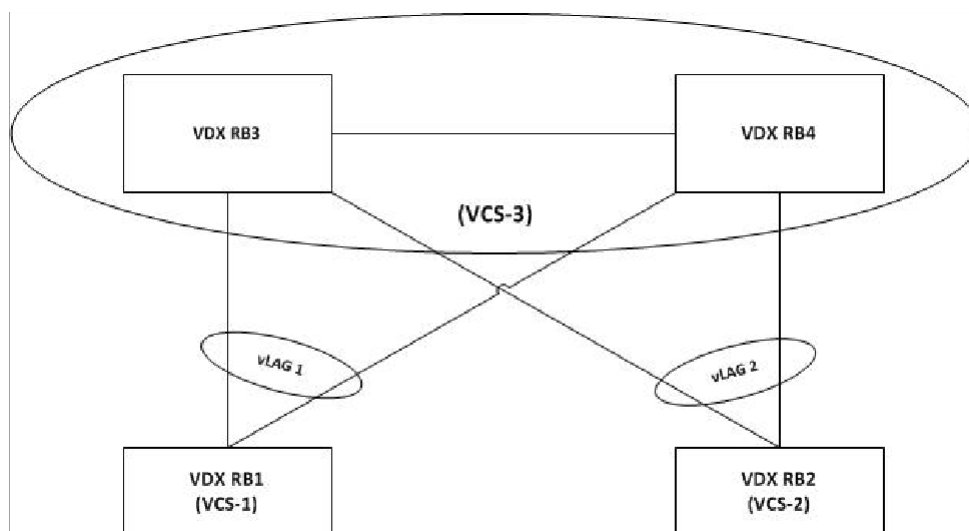 VDX RB3
VDX RB4
(VCS-3)
vLAG 1
vLAG 2
VDX RB1
(VCS-1)
VDX RB2
(VCS-2)